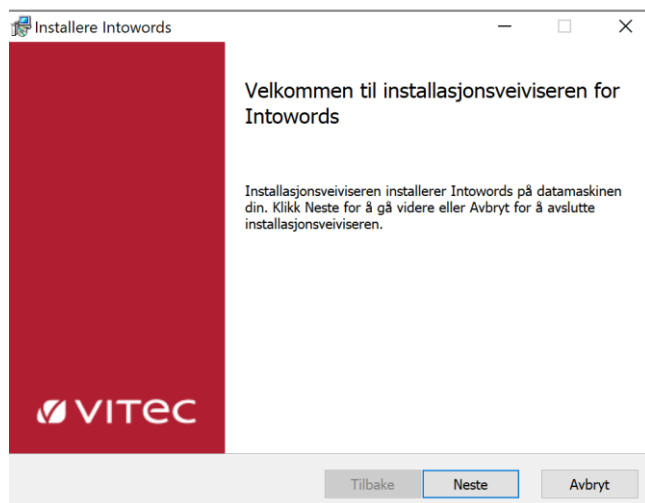 Installere Intowords
Velkommen til installasjonsveiviseren for
Intowords
Installasjonsveiviseren installerer Intowords på datamaskinen
din. Klikk Neste for å gå videre eller Avbryt for å avslutte
installasjonsveiviseren.
VITEC
Tilbake Neste Avbryt